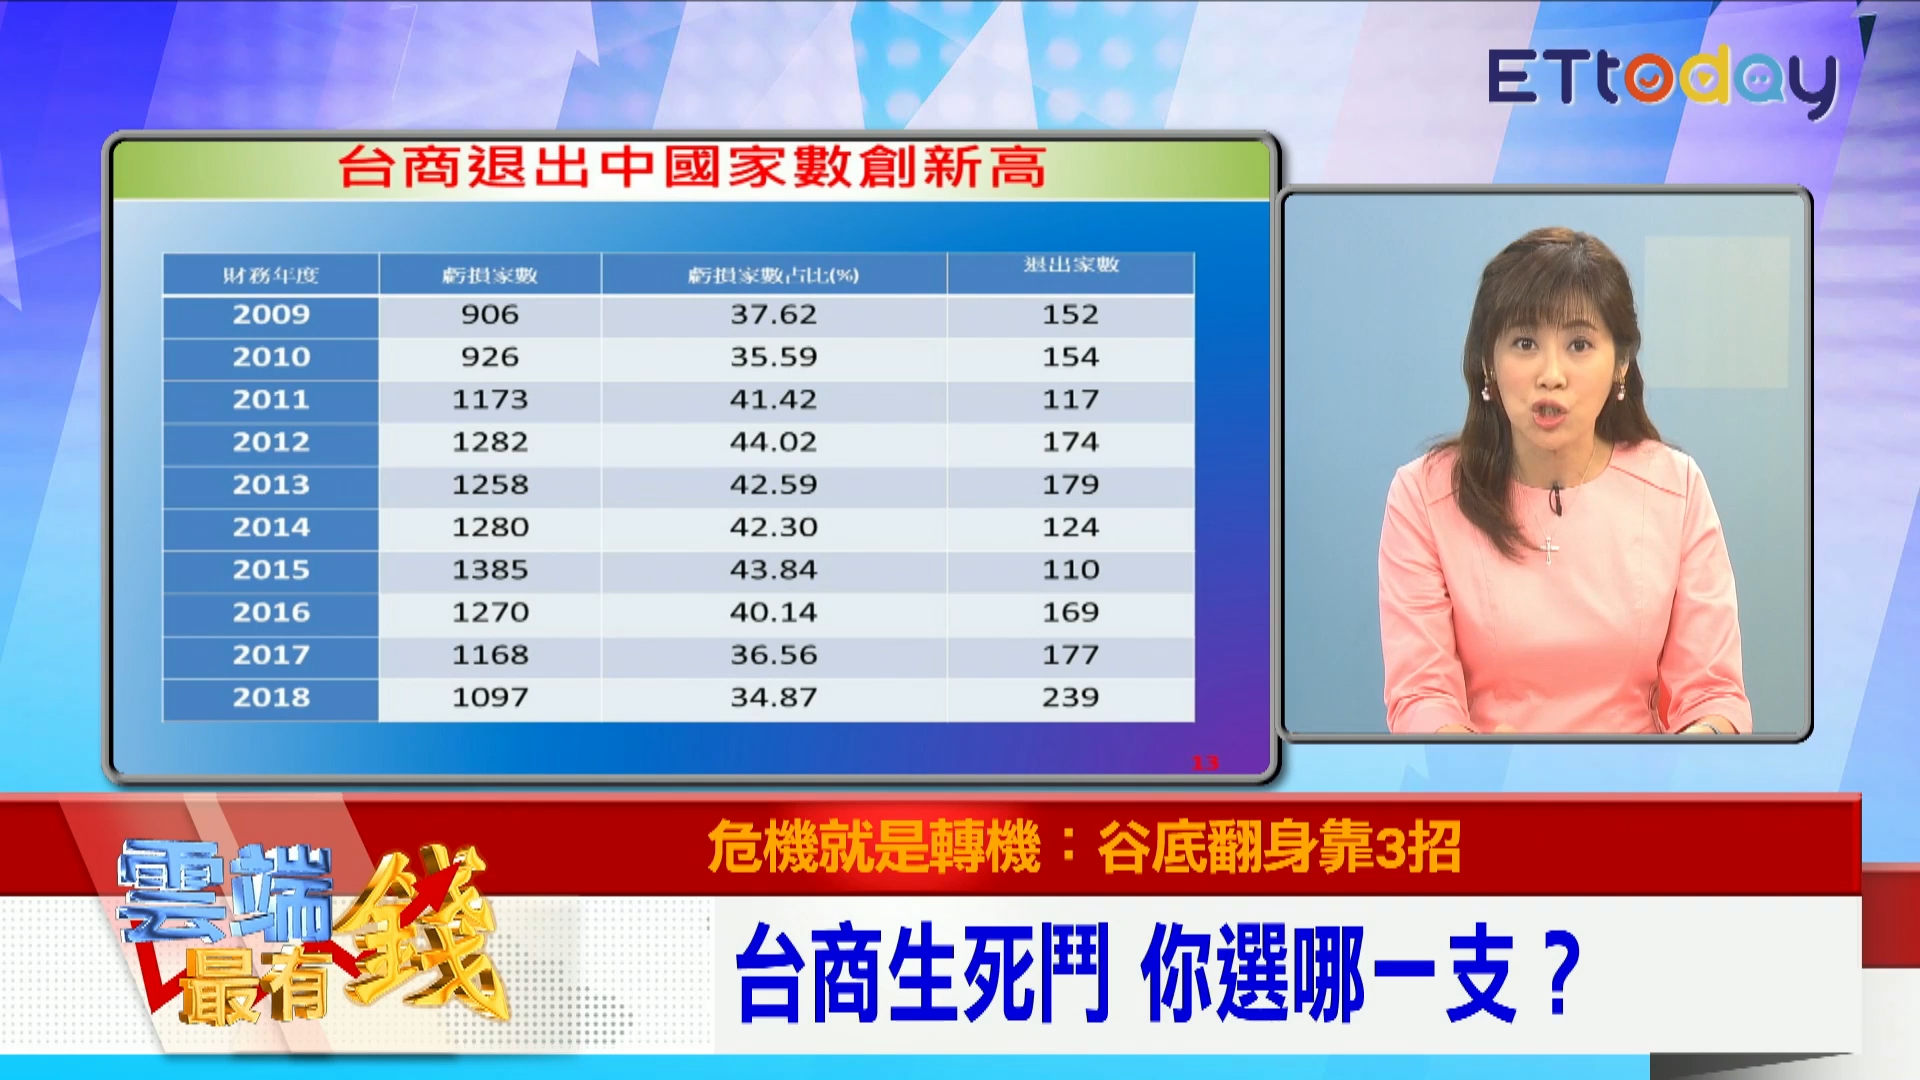 ETtoday
台商退出中國家數創新高
財務年度 虧損家數 虧損家數占比(%) 退出家數
2009 906 37.62 152
2010 926 35.59 154
2011 1173 41.42 117
2012 1282 44.02 174
2013 1258 42.59 179
2014 1280 42.30 124
2015 1385 43.84 110
2016 1270 40.14 169
2017 1168 36.56 177
2018 1097 34.87 239
13
危機就是轉機：谷底翻身靠3招
雲端
最有錢
台商生死鬥 你選哪一支？